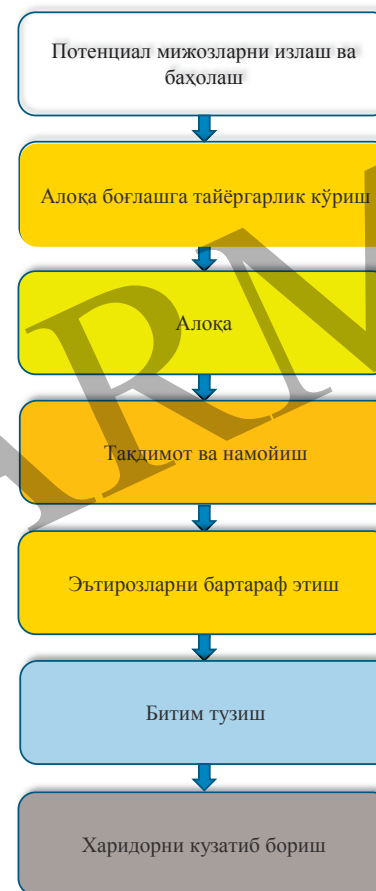 Потенциал мижозларни излаш ва
баҳолаш
Алоқа боғлашга тайёргарлик кўриш
Алоқа
Тақдимот ва намойиш
Эътирозларни бартараф этиш
Битим тузиш
Харидорни кузатиб бориш